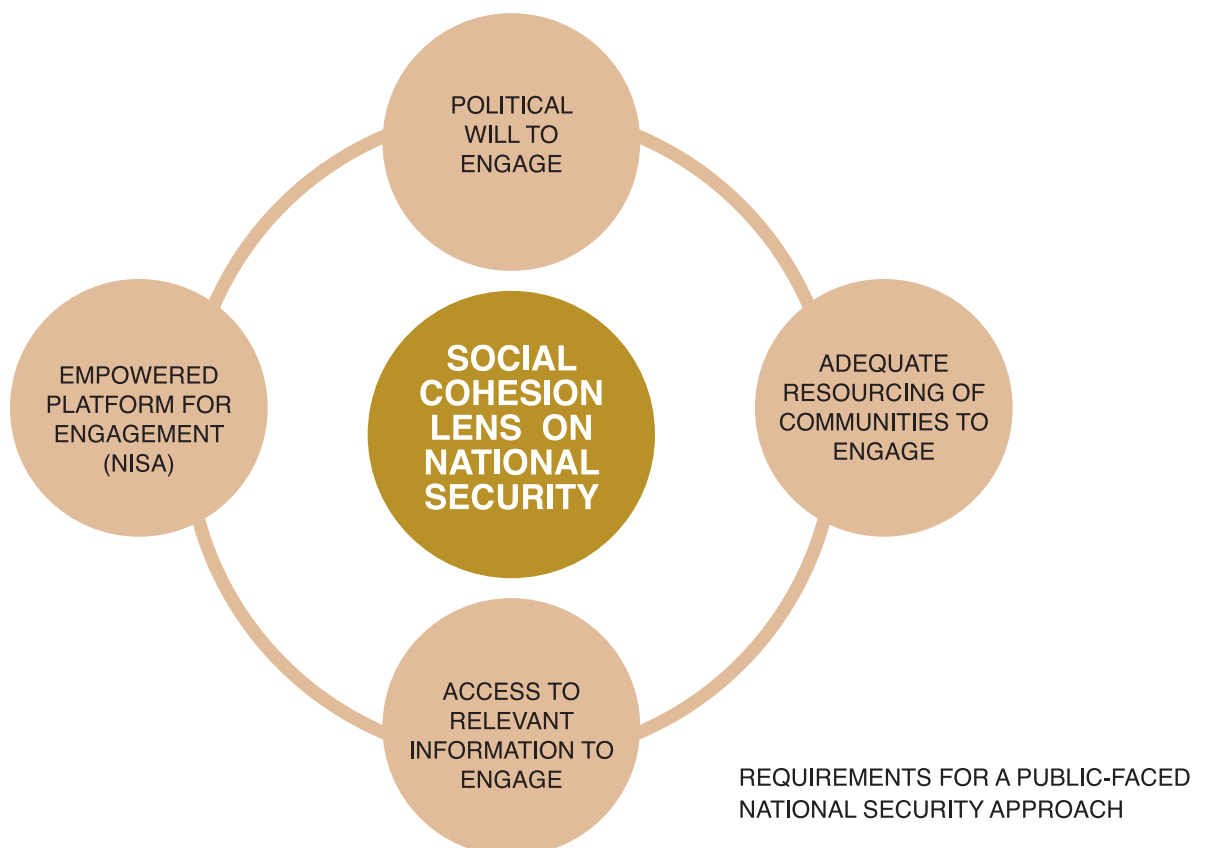 POLITICAL
WILL TO
ENGAGE
EMPOWERED
PLATFORM FOR
ENGAGEMENT
(NISA)
SOCIAL
COHESION
LENS ON
NATIONAL
SECURITY
ADEQUATE
RESOURCING OF
COMMUNITIES TO
ENGAGE
ACCESS TO
RELEVANT
INFORMATION TO
ENGAGE
REQUIREMENTS FOR A PUBLIC-FACED
NATIONAL SECURITY APPROACH